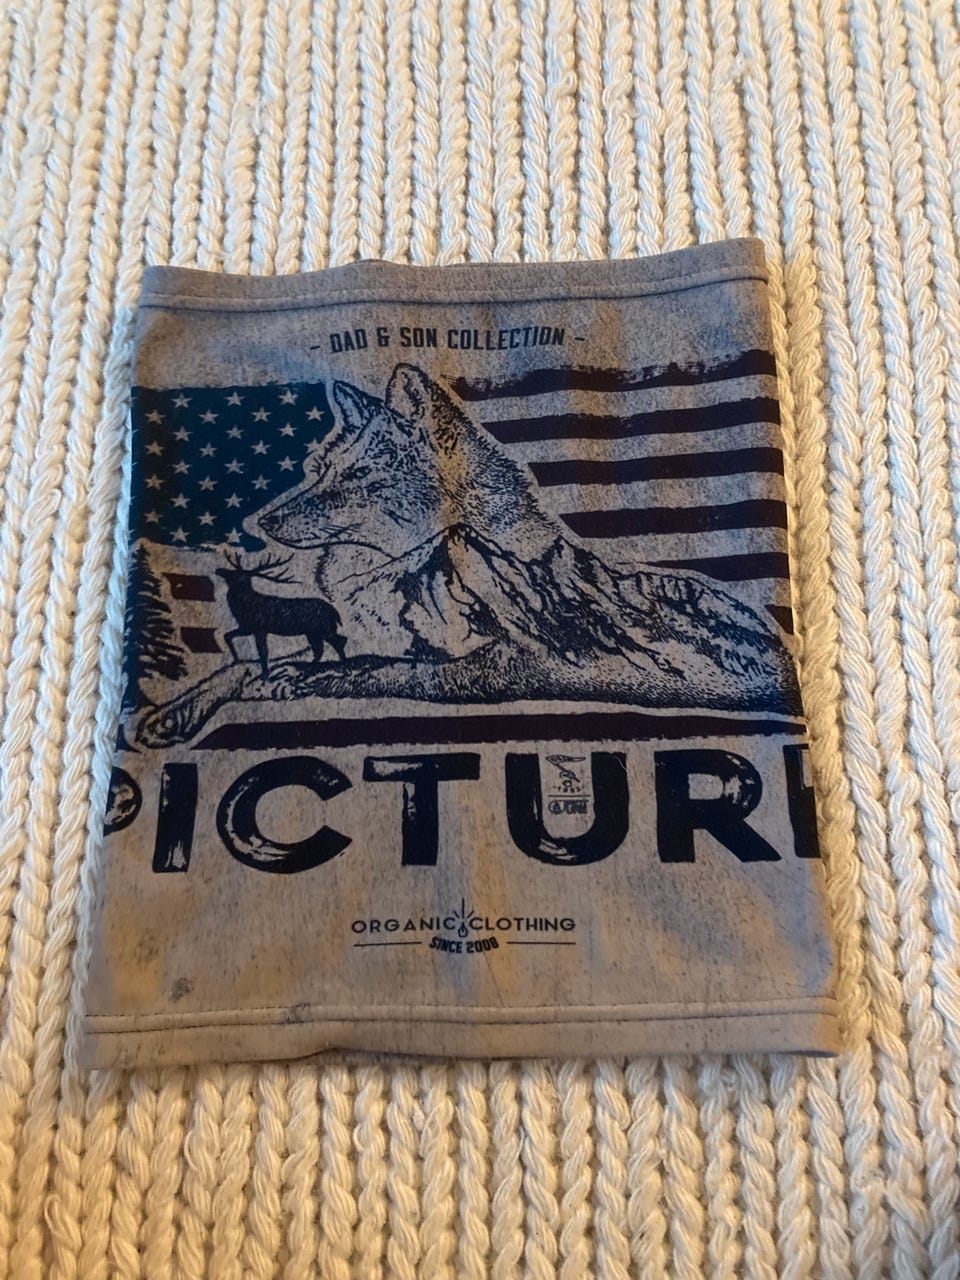 - DAD & SON COLLECTION -
PICTURE
ORGANIC CLOTHING
SINCE 2008